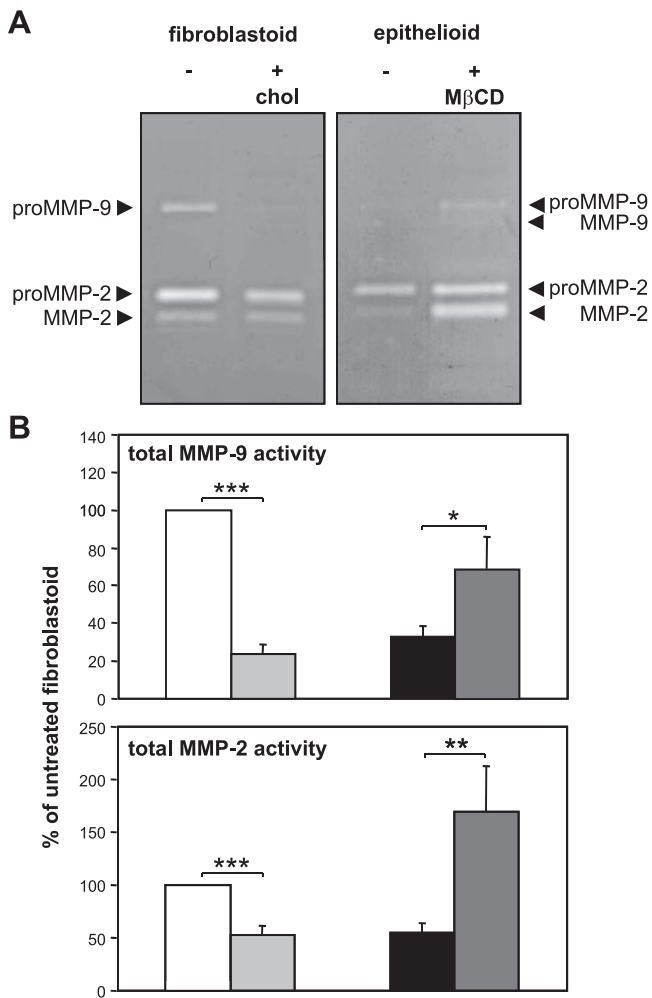 A
fibroblastoid epithelioid
- + - +
chol MβCD
proMMP-9 proMMP-9
MMP-9
proMMP-2 proMMP-2
MMP-2 MMP-2
B
% of untreated fibroblastoid
total MMP-9 activity
140
120
100
80
60
40
20
0
***
*
total MMP-2 activity
250
200
150
100
50
0
***
**